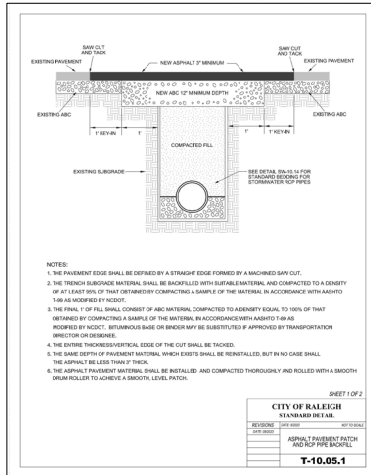 SAW CUT
AND TACK
SAW CUT
AND TACK
EXISTING PAVEMENT
NEW ASPHALT 3" MINIMUM
EXISTING PAVEMENT
NEW ABC 12" MINIMUM DEPTH
EXISTING ABC
EXISTING ABC
1' KEY-IN
1'
1'
1' KEY-IN
COMPACTED FILL
EXISTING SUBGRADE
SEE DETAIL SW-10.14 FOR
STANDARD BEDDING FOR
STORMWATER RCP PIPES
NOTES:
1. THE PAVEMENT EDGE SHALL BE DEFINED BY A STRAIGHT EDGE FORMED BY A MACHINED SAW CUT.
2. THE TRENCH SUBGRADE MATERIAL SHALL BE BACKFILLED WITH SUITABLE MATERIAL AND COMPACTED TO A DENSITY
OF AT LEAST 95% OF THAT OBTAINED BY COMPACTING A SAMPLE OF THE MATERIAL IN ACCORDANCE WITH AASHTO
T-99 AS MODIFIED BY NCDOT.
3. THE FINAL 1' OF FILL SHALL CONSIST OF ABC MATERIAL COMPACTED TO A DENSITY EQUAL TO 100% OF THAT
OBTAINED BY COMPACTING A SAMPLE OF THE MATERIAL IN ACCORDANCE WITH AASHTO T-99 AS
MODIFIED BY NCDOT. BITUMINOUS BASE OR BINDER MAY BE SUBSTITUTED IF APPROVED BY TRANSPORTATION
DIRECTOR OR DESIGNEE.
4. THE ENTIRE THICKNESS/VERTICAL EDGE OF THE CUT SHALL BE TACKED.
5. THE SAME DEPTH OF PAVEMENT MATERIAL WHICH EXISTS SHALL BE REINSTALLED, BUT IN NO CASE SHALL
THE ASPHALT BE LESS THAN 3" THICK.
6. THE ASPHALT PAVEMENT MATERIAL SHALL BE INSTALLED AND COMPACTED THOROUGHLY AND ROLLED WITH A SMOOTH
DRUM ROLLER TO ACHIEVE A SMOOTH, LEVEL PATCH.
SHEET 1 OF 2
CITY OF RALEIGH
STANDARD DETAIL
REVISIONS
NOT TO SCALE
ASPHALT PAVEMENT PATCH
AND RCP PIPE BACKFILL
T-10.05.1